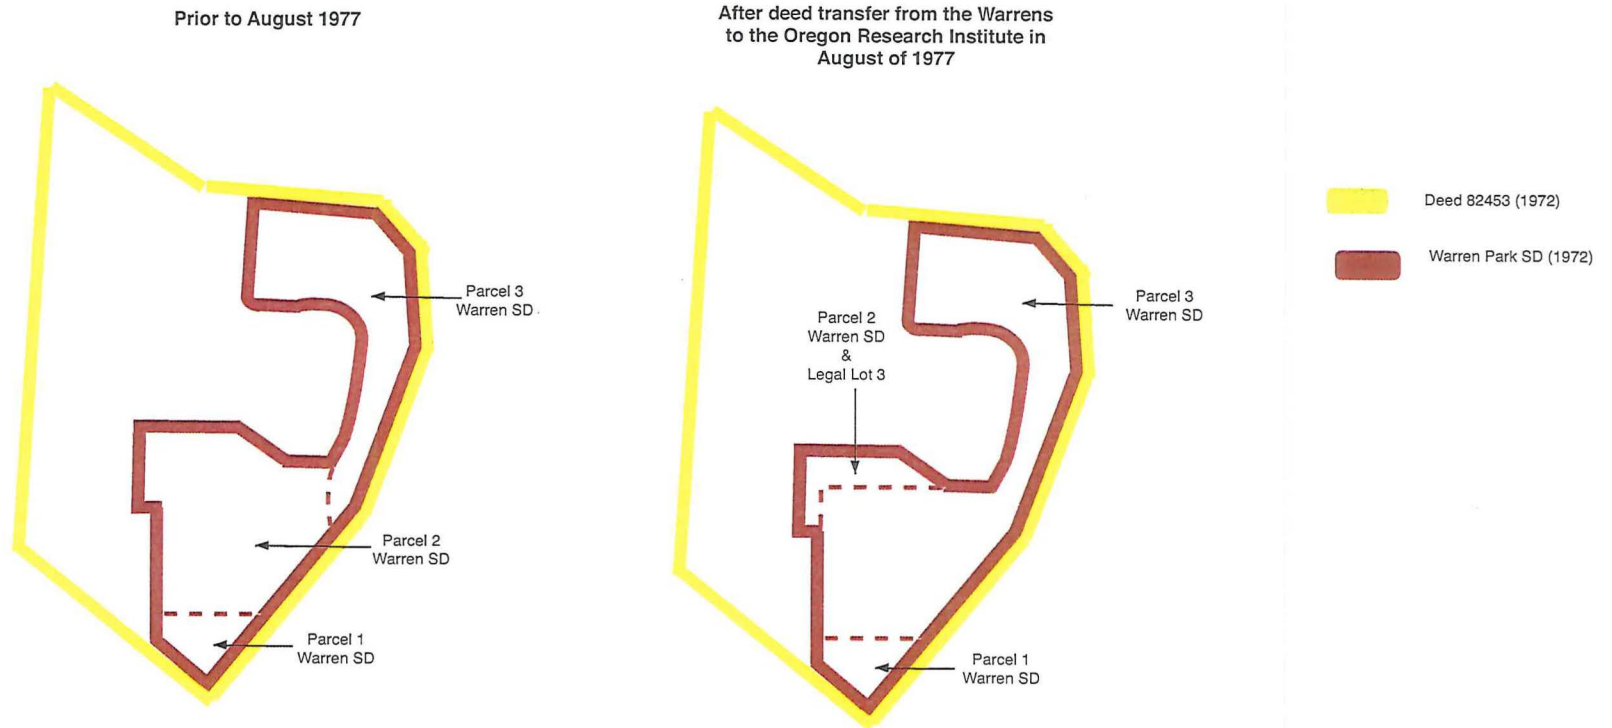 Prior to August 1977
Parcel 3
Warren SD
Parcel 2
Warren SD
Parcel 1
Warren SD
After deed transfer from the Warrens
to the Oregon Research Institute in
August of 1977
Parcel 2
Warren SD
&
Legal Lot 3
Parcel 3
Warren SD
Parcel 1
Warren SD
Deed 82453 (1972)
Warren Park SD (1972)